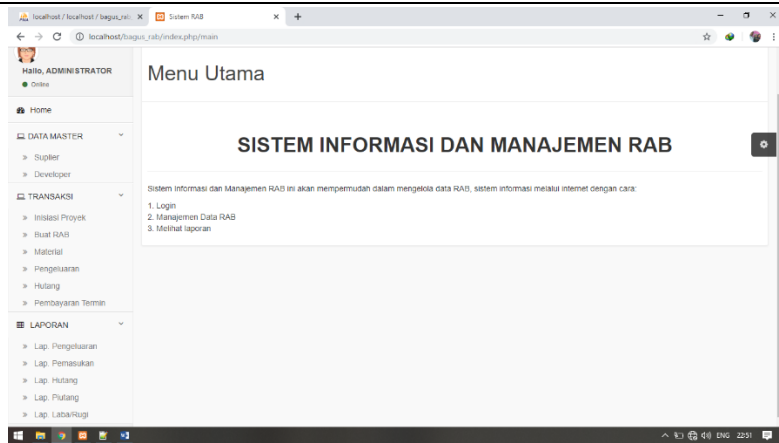 localhost / localhost / bagus_rab
Sistem RAB
localhost/bagus_rab/index.php/main
Hallo, ADMINISTRATOR
Online
Home
DATA MASTER
» Suplier
» Developer
TRANSAKSI
» Inisiasi Proyek
» Buat RAB
» Material
» Pengeluaran
» Hutang
» Pembayaran Termin
LAPORAN
» Lap. Pengeluaran
» Lap. Pemasukan
» Lap. Hutang
» Lap. Piutang
» Lap. Laba/Rugi
Menu Utama
SISTEM INFORMASI DAN MANAJEMEN RAB
Sistem Informasi dan Manajemen RAB ini akan mempermudah dalam mengelola data RAB, sistem informasi melalui internet dengan cara:
1. Login
2. Manajemen Data RAB
3. Melihat laporan
ENG 22:51